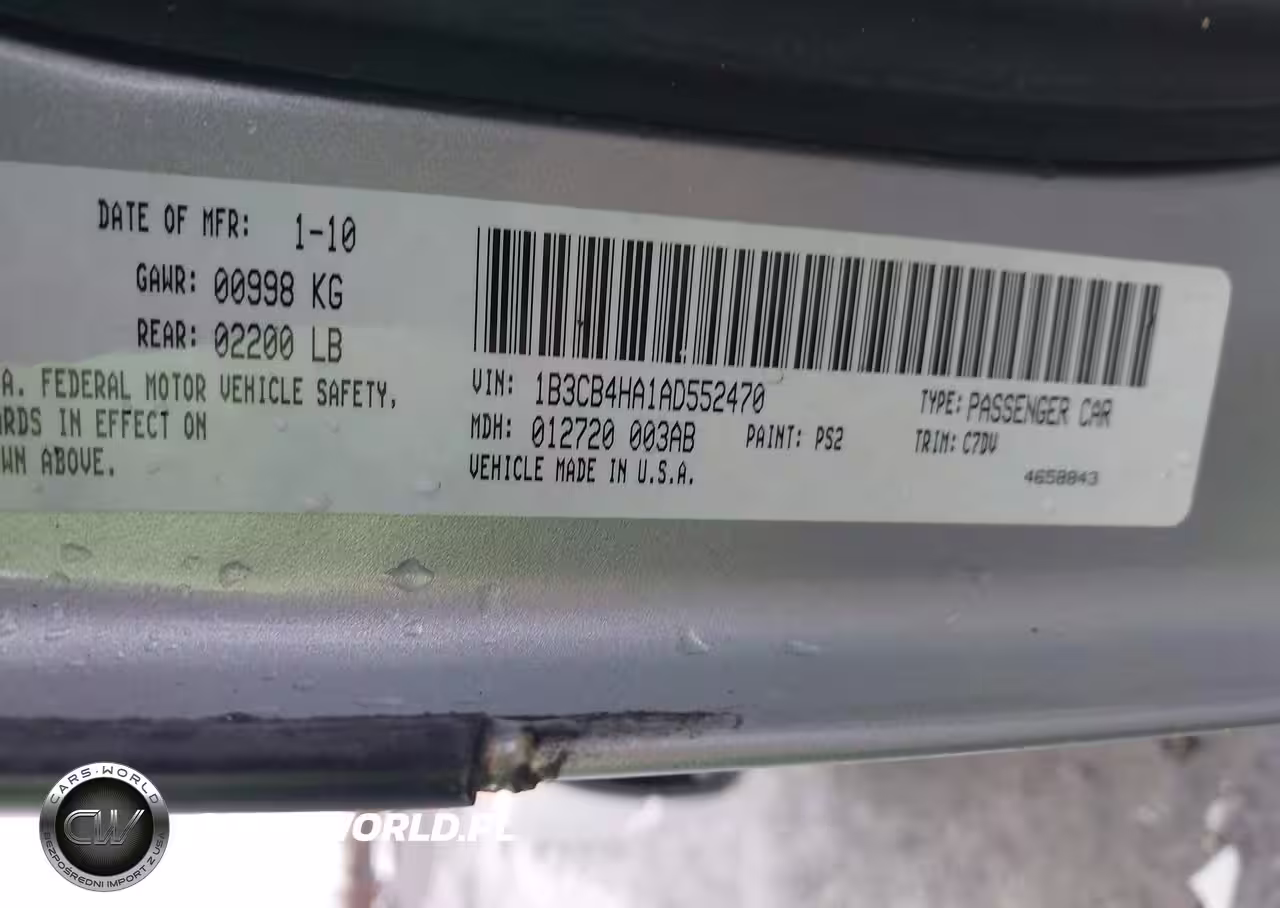 DATE OF MFR: 1-10
GAWR: 00998 KG
REAR: 02200 LB
A. FEDERAL MOTOR VEHICLE SAFETY,
ARDS IN EFFECT ON
WN ABOVE.
VIN: 1B3CB4HA1AD552470
TYPE: PASSENGER CAR
MDH: 012720 003AB PAINT: PS2
TRIM: C7DV
VEHICLE MADE IN U.S.A.
4658843
CARS-WORLD
CW
BEZPOŚREDNI IMPORT Z USA
WORLD.PL